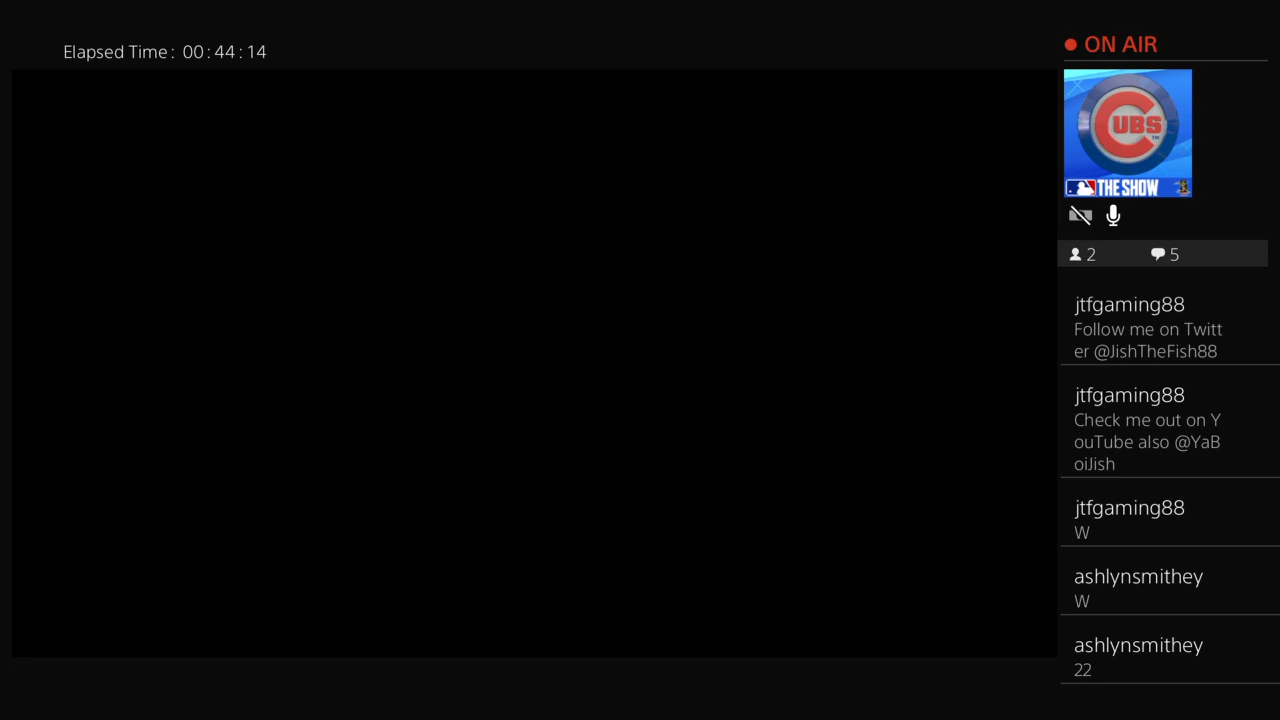 Elapsed Time: 00:44:14
ON AIR
CUBS
THE SHOW
2 5
jtfgaming88
Follow me on Twitt
er @JishTheFish88
jtfgaming88
Check me out on Y
ouTube also @YaB
oiJish
jtfgaming88
W
ashlynsmithey
W
ashlynsmithey
22